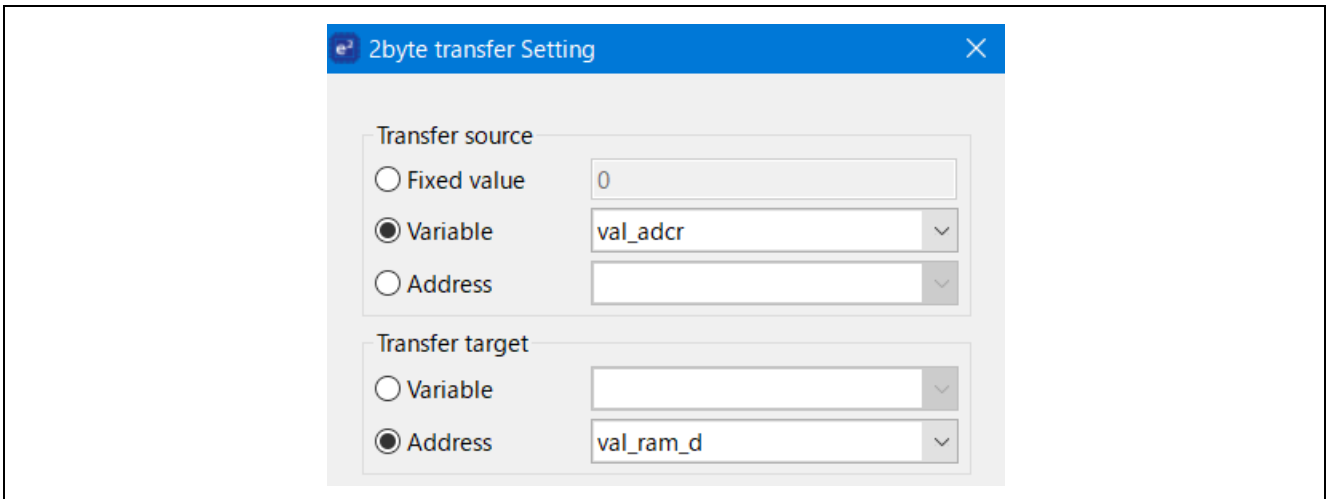 e² 2byte transfer Setting
Transfer source
Fixed value 0
Variable val_adcr
Address
Transfer target
Variable
Address val_ram_d